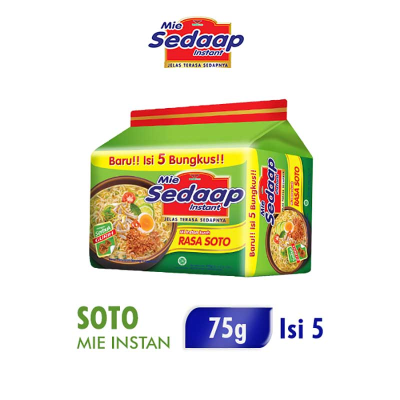 Mie
Sedaap
Instant
JELAS TERASA SEDAPNYA
Baru!! Isi 5 Bungkus!!
Mie
Sedaap
Instant
JELAS TERASA SEDAPNYA
RASA SOTO
Baru!! Isi 5 Bungkus!!
Mie
Sedaap
Instant
RASA SOTO
SOTO
MIE INSTAN
75g
Isi 5